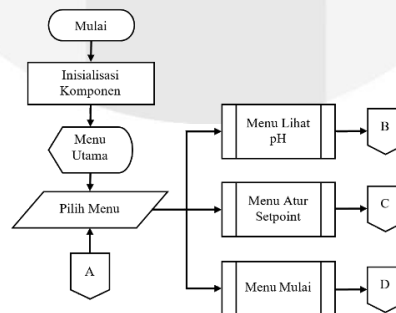 Mulai
Inisialisasi
Komponen
Menu
Utama
Pilih Menu
A
Menu Lihat
pH
B
Menu Atur
Setpoint
C
Menu Mulai
D